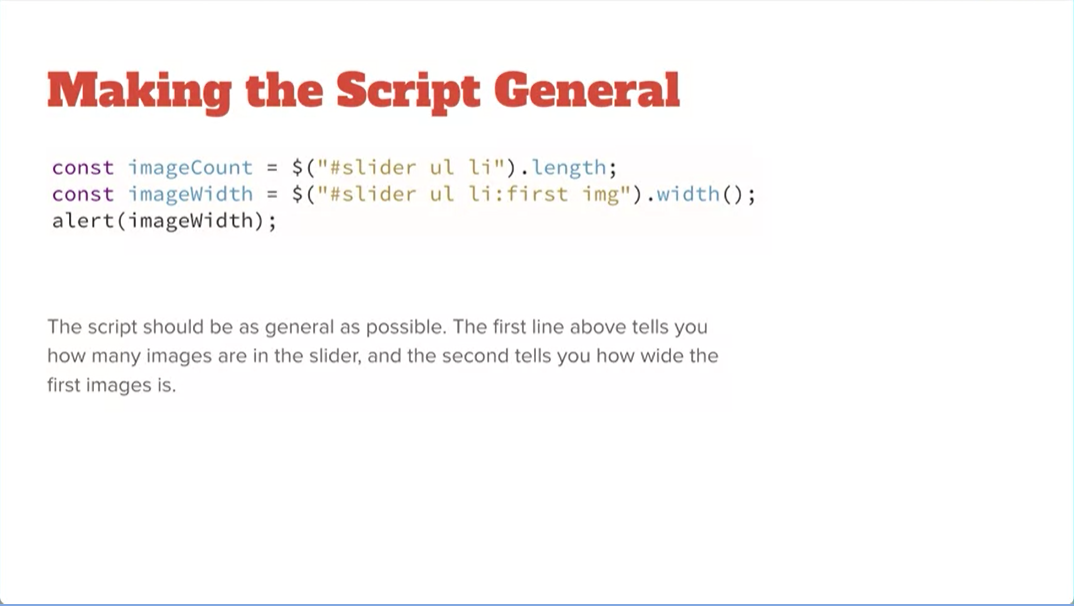 Making the Script General
const imageCount = $("#slider ul li").length;
const imageWidth = $("#slider ul li:first img").width();
alert(imageWidth);
The script should be as general as possible. The first line above tells you
how many images are in the slider, and the second tells you how wide the
first images is.